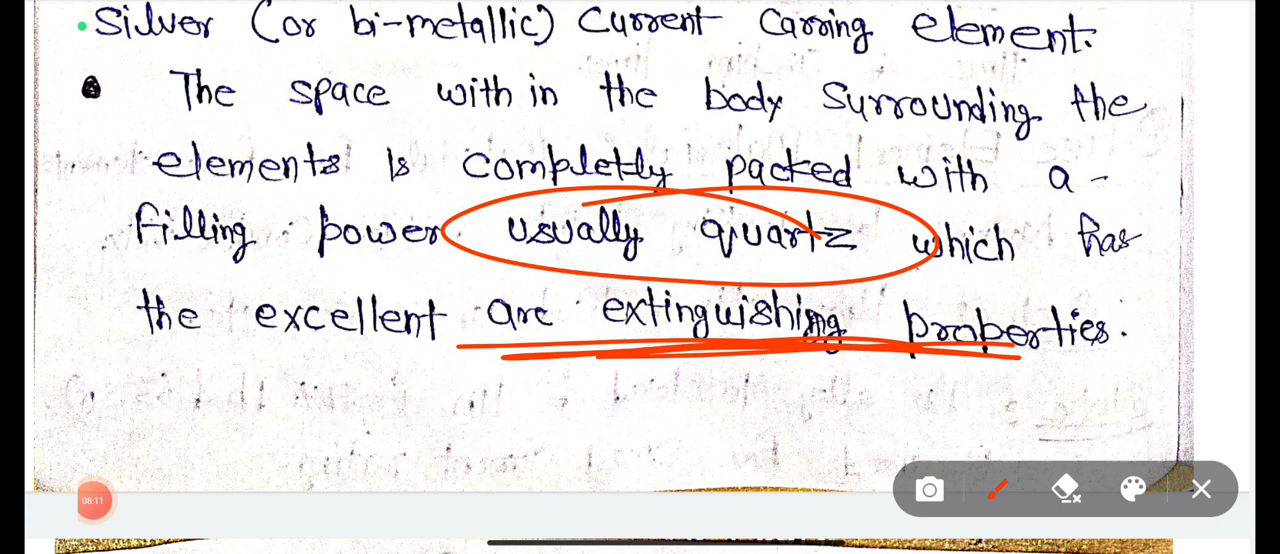 • Silver (or bi-metallic) Current Carring element.
• The space with in the body surrounding the
elements is completly packed with a -
filling power usually quartz which has
the excellent arc extinguishing properties.
08:11